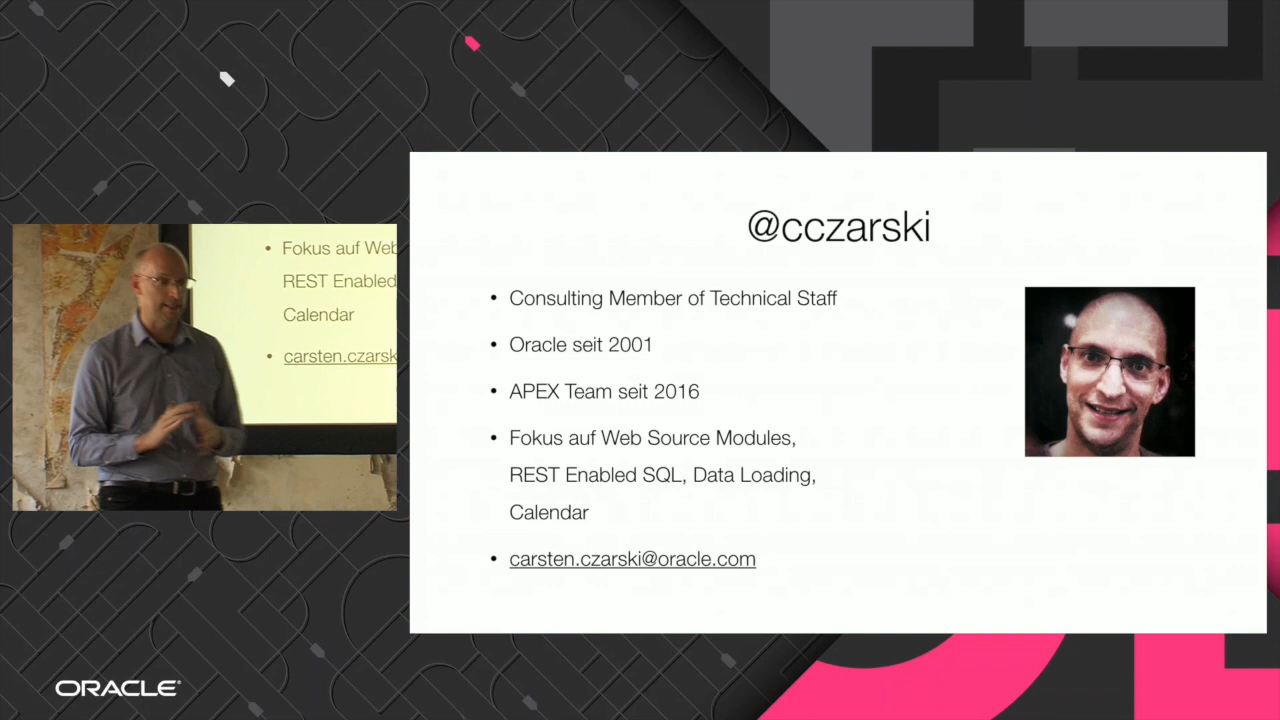 @cczarski
• Consulting Member of Technical Staff
• Oracle seit 2001
• APEX Team seit 2016
• Fokus auf Web Source Modules,
REST Enabled SQL, Data Loading,
Calendar
• carsten.czarski@oracle.com
• Fokus auf Web
REST Enabled
Calendar
• carsten.czarsk
ORACLE®